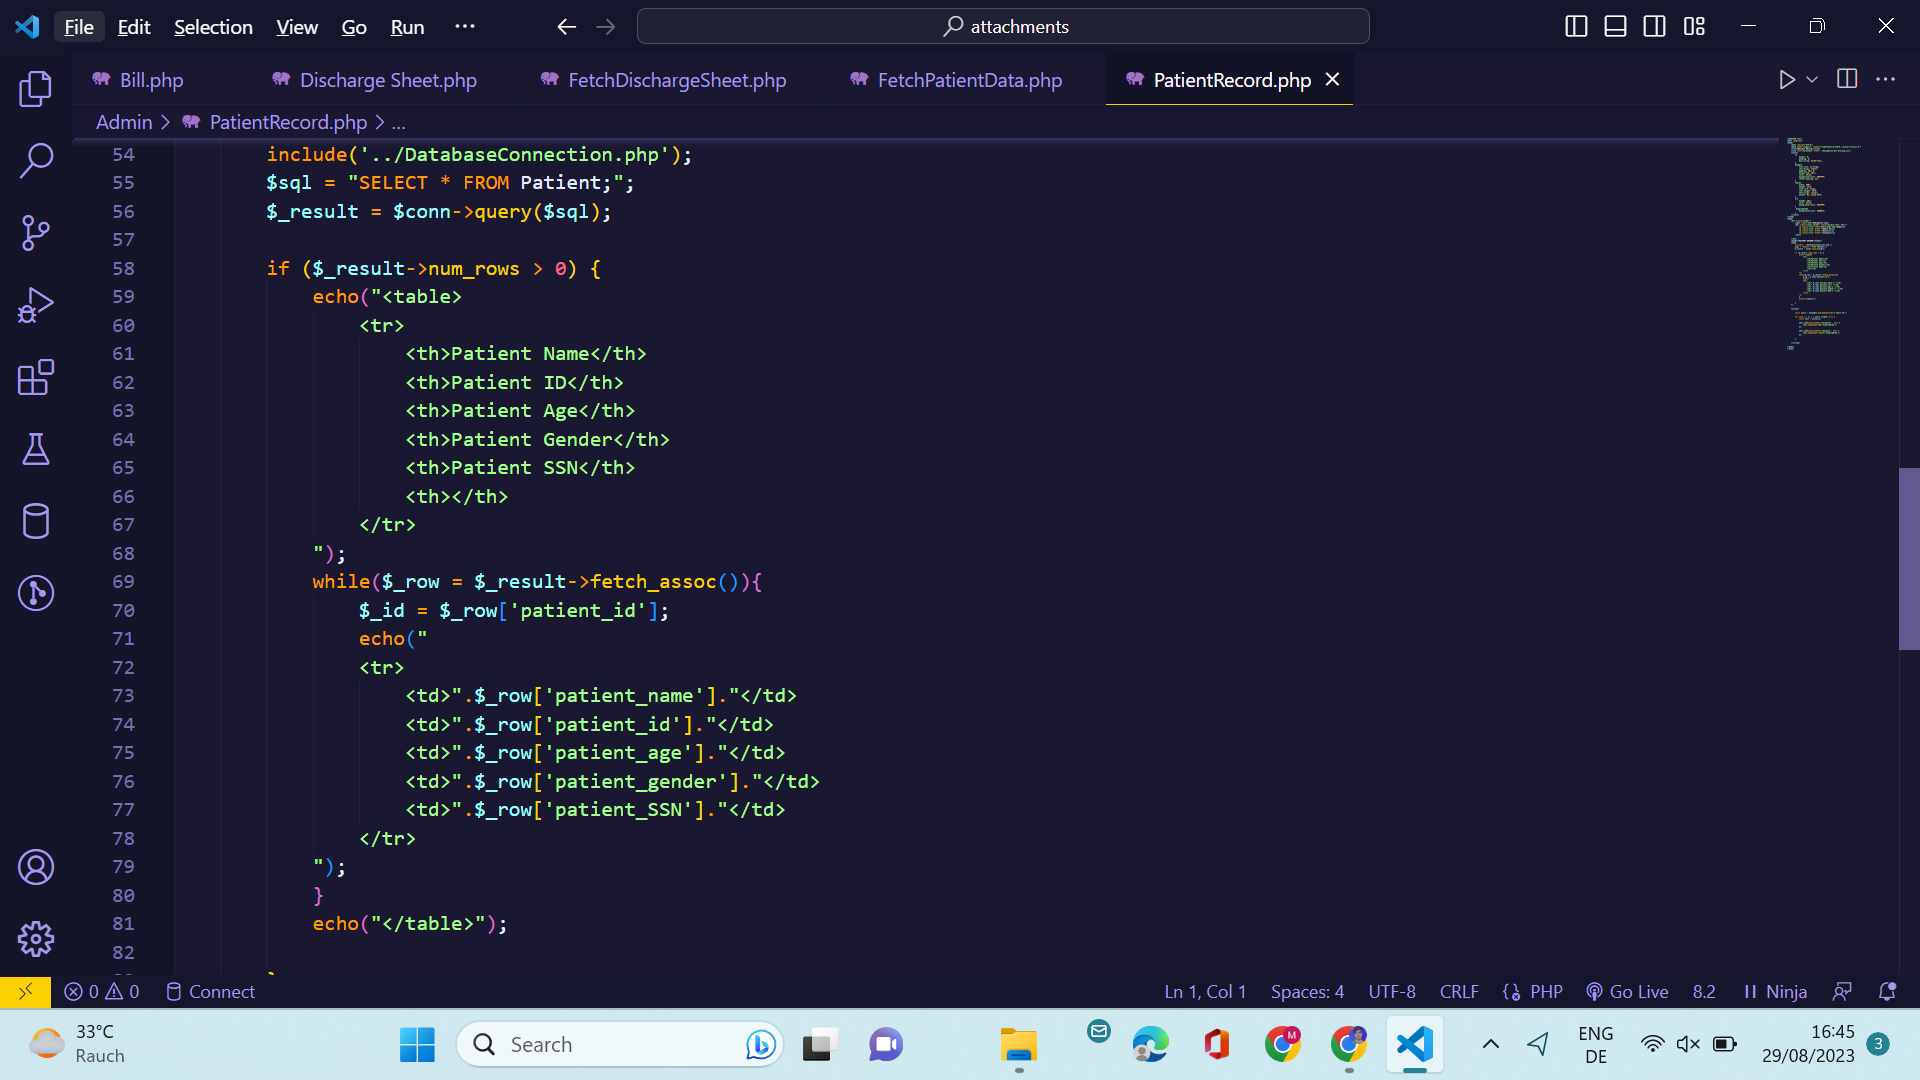 File Edit Selection View Go Run ··· attachments
Bill.php Discharge Sheet.php FetchDischargeSheet.php FetchPatientData.php PatientRecord.php
Admin > PatientRecord.php > ...
54 include('../DatabaseConnection.php');
55 $sql = "SELECT * FROM Patient;";
56 $_result = $conn->query($sql);
57
58 if ($_result->num_rows > 0) {
59 echo("<table>
60 <tr>
61 <th>Patient Name</th>
62 <th>Patient ID</th>
63 <th>Patient Age</th>
64 <th>Patient Gender</th>
65 <th>Patient SSN</th>
66 <th></th>
67 </tr>
68 ");
69 while($_row = $_result->fetch_assoc()){
70 $_id = $_row['patient_id'];
71 echo("
72 <tr>
73 <td>".$_row['patient_name']."</td>
74 <td>".$_row['patient_id']."</td>
75 <td>".$_row['patient_age']."</td>
76 <td>".$_row['patient_gender']."</td>
77 <td>".$_row['patient_SSN']."</td>
78 </tr>
79 ");
80 }
81 echo("</table>");
82
0 0 Connect Ln 1, Col 1 Spaces: 4 UTF-8 CRLF PHP Go Live 8.2 Ninja
33°C
Rauch
Search
M
ENG
DE
16:45
29/08/2023
3